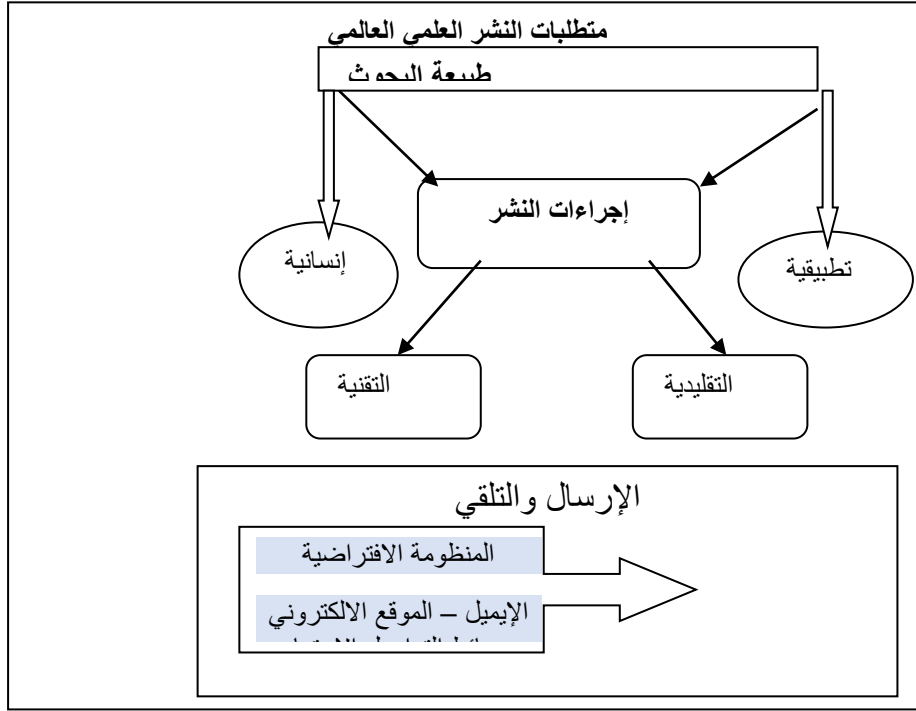 متطلبات النشر العلمي العالمي
طبيعة البحوث
إجراءات النشر
تطبيقية
إنسانية
التقليدية
التقنية
الإرسال والتلقي
المنظومة الافتراضية
الإيميل – الموقع الالكتروني